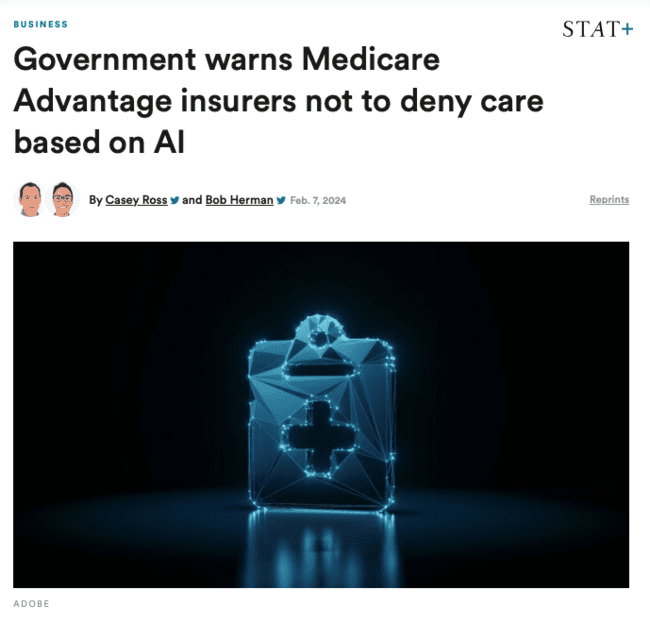 BUSINESS
STAT+
Government warns Medicare
Advantage insurers not to deny care
based on AI
By Casey Ross and Bob Herman Feb. 7, 2024
Reprints
ADOBE